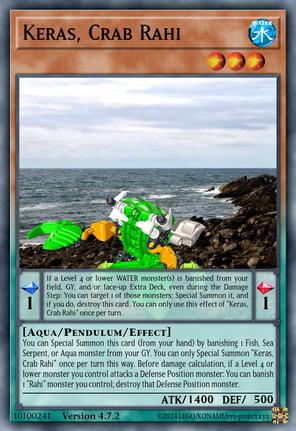 Keras, Crab Rahi
WATER
水
If a Level 4 or lower WATER monster(s) is banished from your
field, GY, and/or face-up Extra Deck, even during the Damage
Step: You can target 1 of those monsters; Special Summon it, and
if you do, destroy this card. You can only use this effect of "Keras,
Crab Rahi" once per turn.
1
1
[Aqua/Pendulum/Effect]
You can Special Summon this card (from your hand) by banishing 1 Fish, Sea
Serpent, or Aqua monster from your GY. You can only Special Summon "Keras,
Crab Rahi" once per turn this way. Before damage calculation, if a Level 4 or
lower monster you control attacks a Defense Position monster: You can banish
1 "Rahi" monster you control; destroy that Defense Position monster.
ATK/1400 DEF/ 500
10100241 Version 4.7.2 ©2024 LEGO/KONAMI/bye-project.xyz